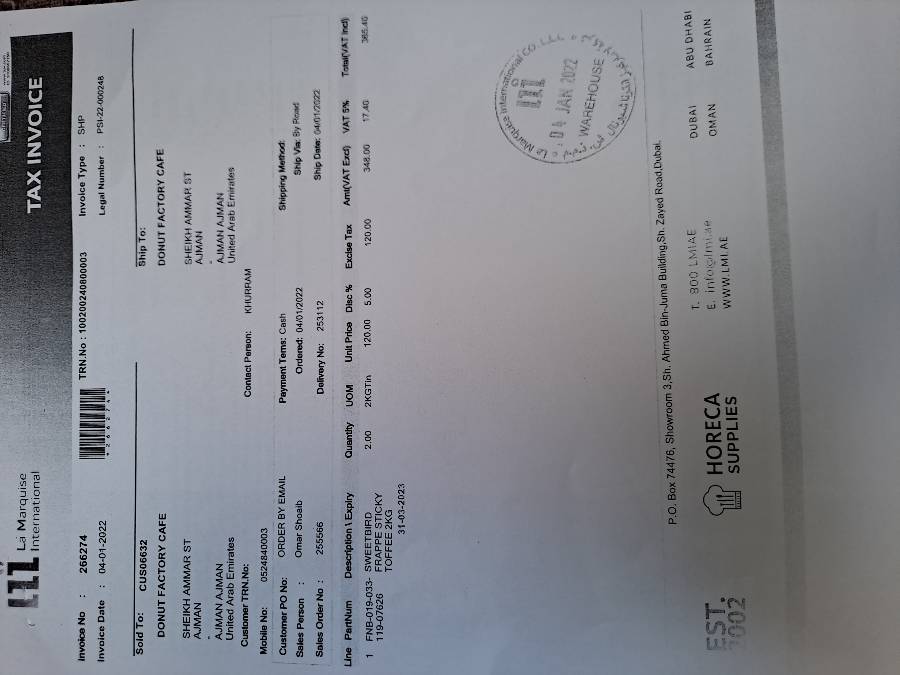 La Marquise
International
TAX INVOICE
Invoice No : 266274
*266274*
TRN.No : 100200240800003
Invoice Type : SHP
Invoice Date : 04-01-2022
Legal Number : PSI-22-000248
Sold To: CUS06632
Ship To:
DONUT FACTORY CAFE
DONUT FACTORY CAFE
SHEIKH AMMAR ST
AJMAN
SHEIKH AMMAR ST
AJMAN
AJMAN AJMAN
United Arab Emirates
AJMAN AJMAN
United Arab Emirates
Customer TRN.No:
Contact Person: KHURRAM
Mobile No: 0524840003
Customer PO No: ORDER BY EMAIL
Payment Terms: Cash
Shipping Method:
Sales Person : Omar Shoaib
Ordered: 04/01/2022
Ship Via: By Road
Sales Order No : 255566
Delivery No: 253112
Ship Date: 04/01/2022
Line PartNum Description \ Expiry Quantity UOM Unit Price Disc % Excise Tax Amt(VAT Excl) VAT 5% Total(VAT Incl)
1 FNB-019-033- SWEETBIRD 2.00 2KGTin 120.00 5.00 120.00 348.00 17.40 365.40
119-07626 FRAPPE STICKY
TOFFEE 2KG
31-03-2023
La Marquise International CO. L.L.C
04 JAN 2022
WAREHOUSE
P.O. Box 74476, Showroom 3,Sh. Ahmed Bin-Juma Building,Sh. Zayed Road,Dubai.
EST.
2002
HORECA
SUPPLIES
T. 800 LMIAE
E. info@lmi.ae
WWW.LMI.AE
DUBAI
OMAN
ABU DHABI
BAHRAIN